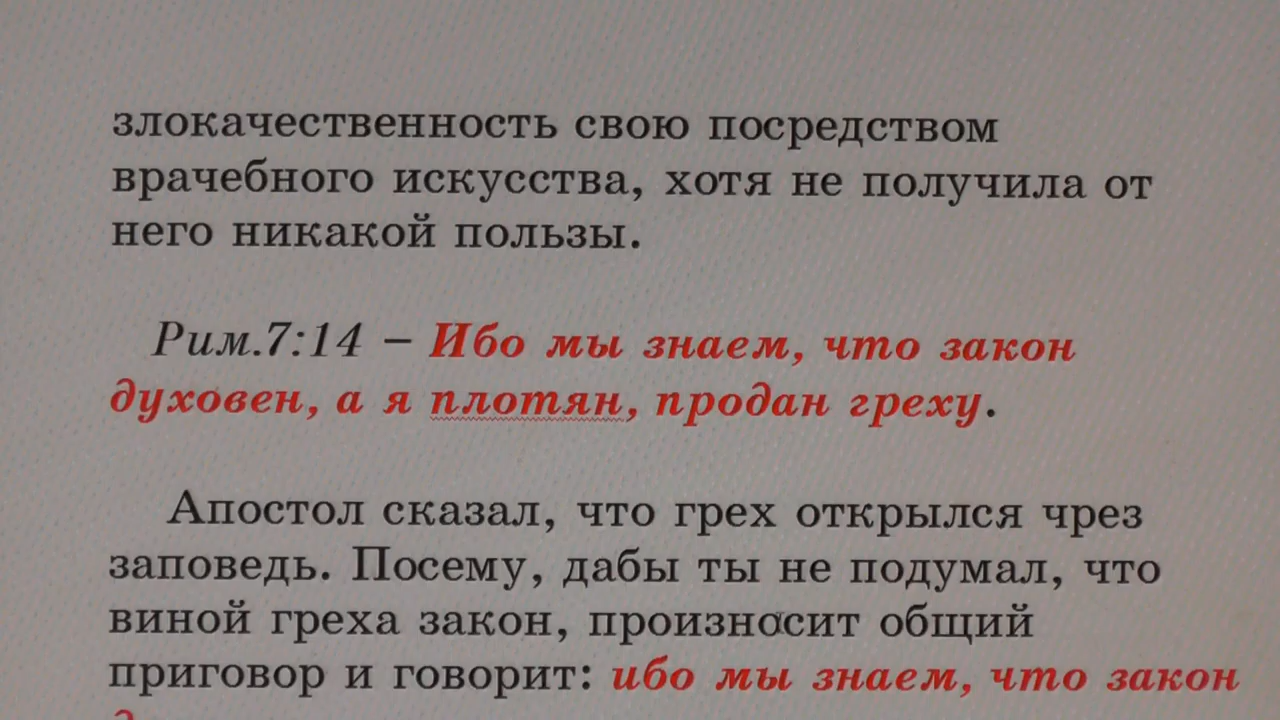 злокачественность свою посредством
врачебного искусства, хотя не получила от
него никакой пользы.
Рим.7:14 – Ибо мы знаем, что закон
духовен, а я плотян, продан греху.
Апостол сказал, что грех открылся чрез
заповедь. Посему, дабы ты не подумал, что
виной греха закон, произносит общий
приговор и говорит: ибо мы знаем, что закон